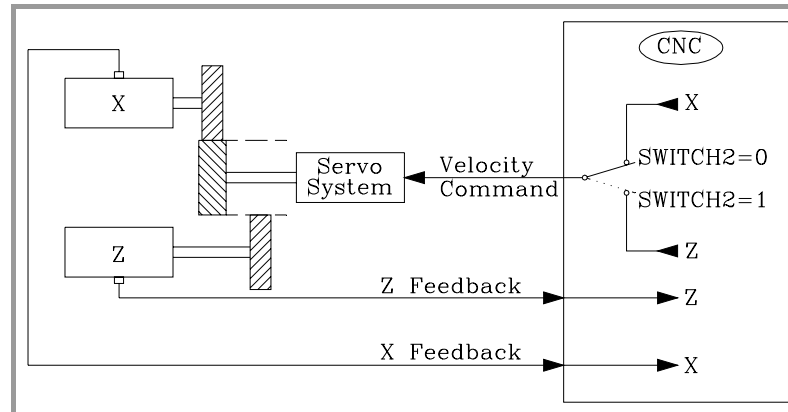 CNC
X
X
SWITCH2=0
Servo
System
Velocity
Command
SWITCH2=1
Z
Z
Z Feedback
Z
X Feedback
X